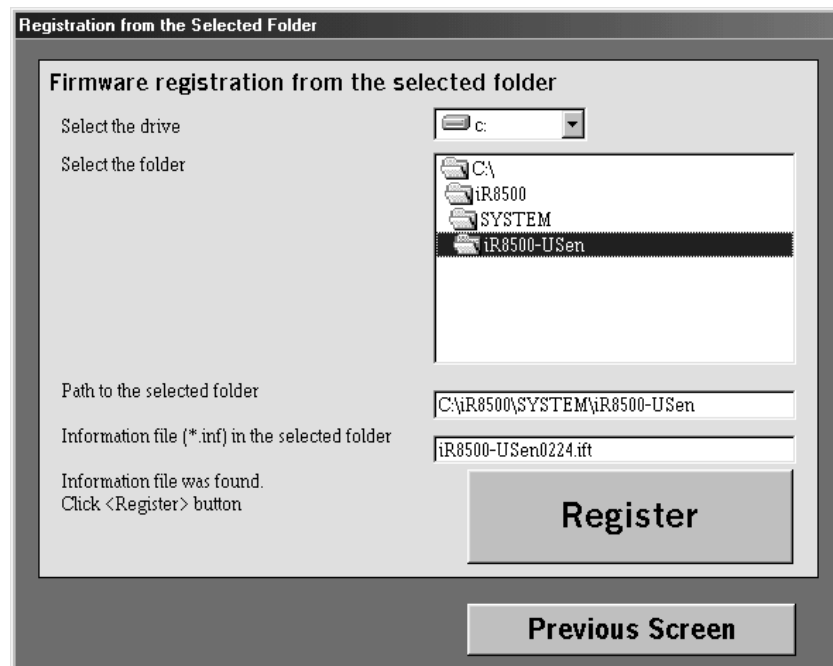 Registration from the Selected Folder
Firmware registration from the selected folder
Select the drive
c:
Select the folder
C:\
iR8500
SYSTEM
iR8500-USen
Path to the selected folder
C:\iR8500\SYSTEM\iR8500-USen
Information file (*.inf) in the selected folder
iR8500-USen0224.ift
Information file was found.
Click <Register> button
Register
Previous Screen